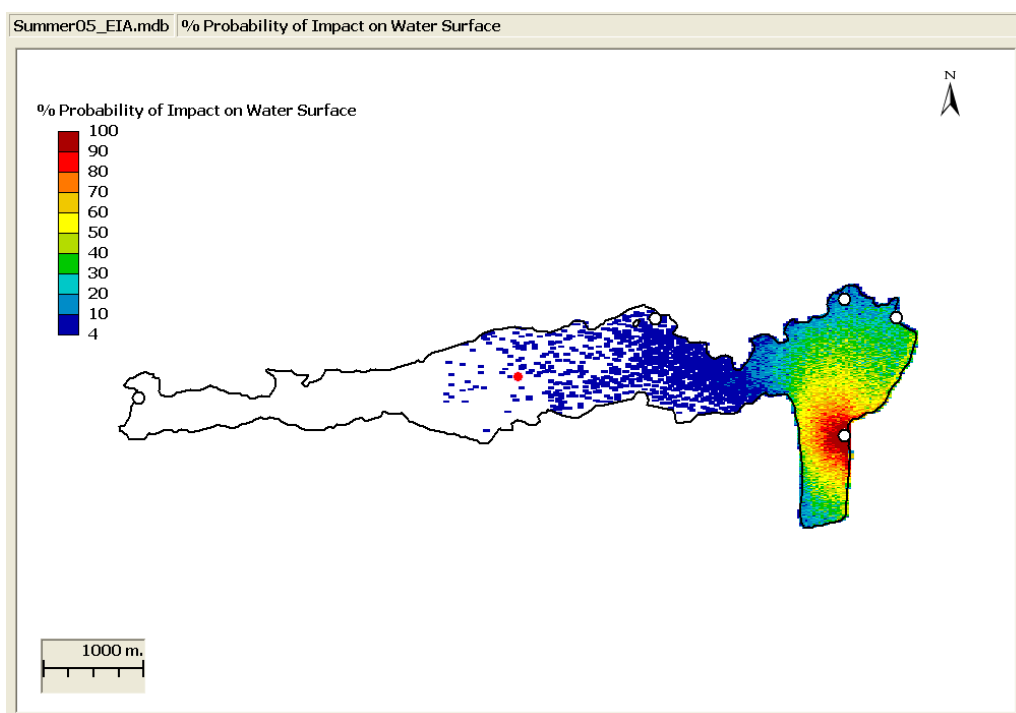 Summer05_EIA.mdb % Probability of Impact on Water Surface
N
% Probability of Impact on Water Surface
100
90
80
70
60
50
40
30
20
10
4
1000 m.